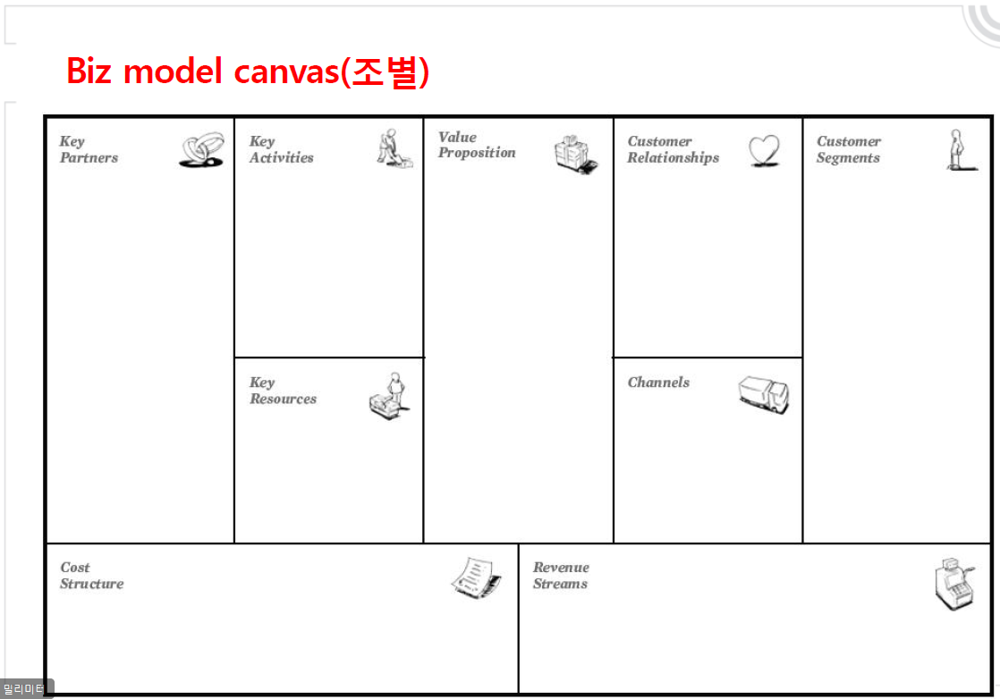 Biz model canvas(조별)
Key
Partners
Key
Activities
Value
Proposition
Customer
Relationships
Customer
Segments
Key
Resources
Channels
Cost
Structure
Revenue
Streams
밀리미터